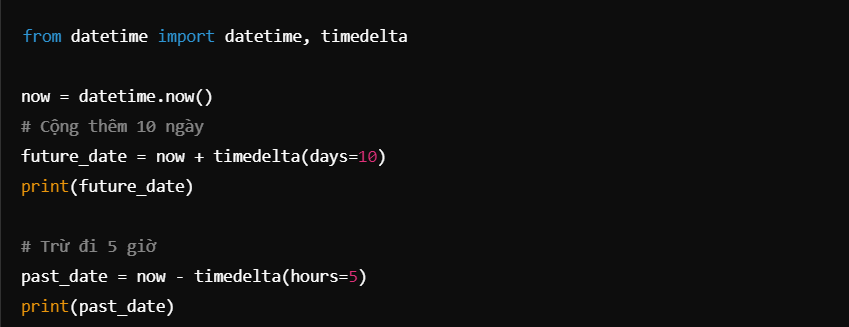 from datetime import datetime, timedelta
now = datetime.now()
# Cộng thêm 10 ngày
future_date = now + timedelta(days=10)
print(future_date)
# Trừ đi 5 giờ
past_date = now - timedelta(hours=5)
print(past_date)